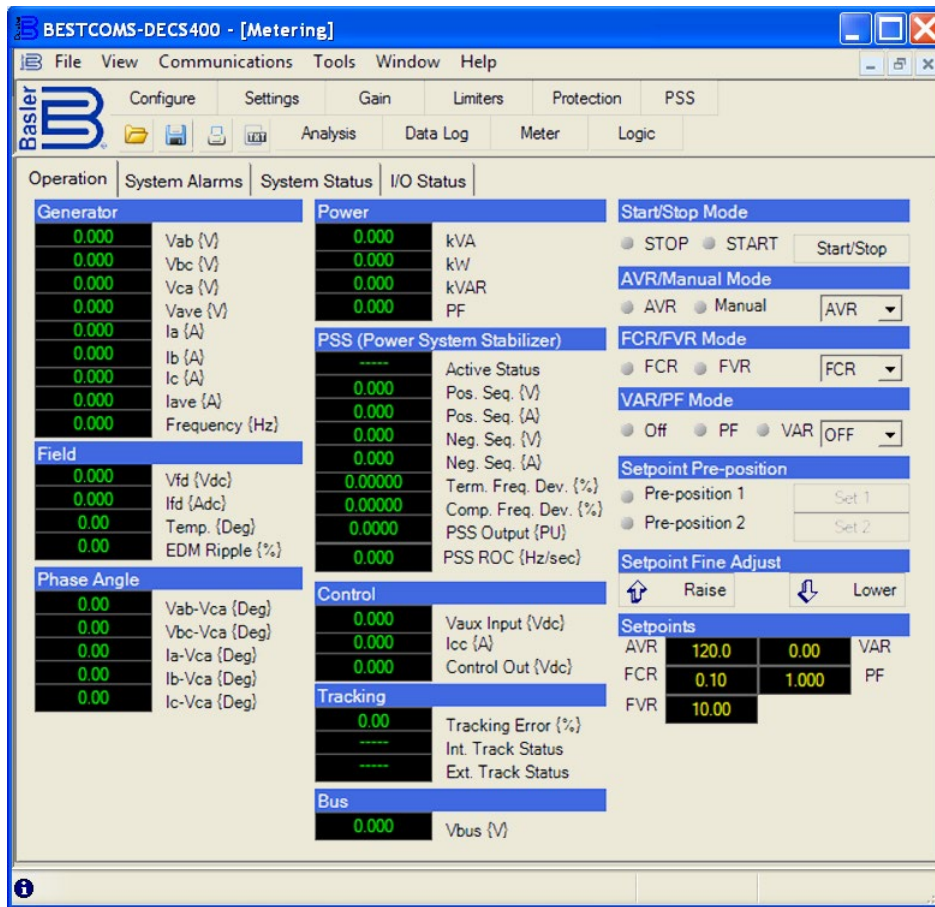 BESTCOMS-DECS400 - [Metering]
File View Communications Tools Window Help
Basler
Configure Settings Gain Limiters Protection PSS
TXT Analysis Data Log Meter Logic
Operation System Alarms System Status I/O Status
Generator
0.000 Vab {V}
0.000 Vbc {V}
0.000 Vca {V}
0.000 Vave {V}
0.000 Ia {A}
0.000 Ib {A}
0.000 Ic {A}
0.000 Iave {A}
0.000 Frequency {Hz}
Field
0.000 Vfd {Vdc}
0.000 Ifd {Adc}
0.00 Temp. {Deg}
0.00 EDM Ripple {%}
Phase Angle
0.00 Vab-Vca {Deg}
0.00 Vbc-Vca {Deg}
0.00 Ia-Vca {Deg}
0.00 Ib-Vca {Deg}
0.00 Ic-Vca {Deg}
Power
0.000 kVA
0.000 kW
0.000 kVAR
0.000 PF
PSS (Power System Stabilizer)
----- Active Status
0.000 Pos. Seq. {V}
0.000 Pos. Seq. {A}
0.000 Neg. Seq. {V}
0.000 Neg. Seq. {A}
0.00000 Term. Freq. Dev. {%}
0.00000 Comp. Freq. Dev. {%}
0.0000 PSS Output {PU}
0.000 PSS ROC {Hz/sec}
Control
0.000 Vaux Input {Vdc}
0.000 Icc {A}
0.000 Control Out {Vdc}
Tracking
0.00 Tracking Error {%}
----- Int. Track Status
----- Ext. Track Status
Bus
0.000 Vbus {V}
Start/Stop Mode
STOP START Start/Stop
AVR/Manual Mode
AVR Manual AVR
FCR/FVR Mode
FCR FVR FCR
VAR/PF Mode
Off PF VAR OFF
Setpoint Pre-position
Pre-position 1 Set 1
Pre-position 2 Set 2
Setpoint Fine Adjust
Raise Lower
Setpoints
AVR 120.0 0.00 VAR
FCR 0.10 1.000 PF
FVR 10.00